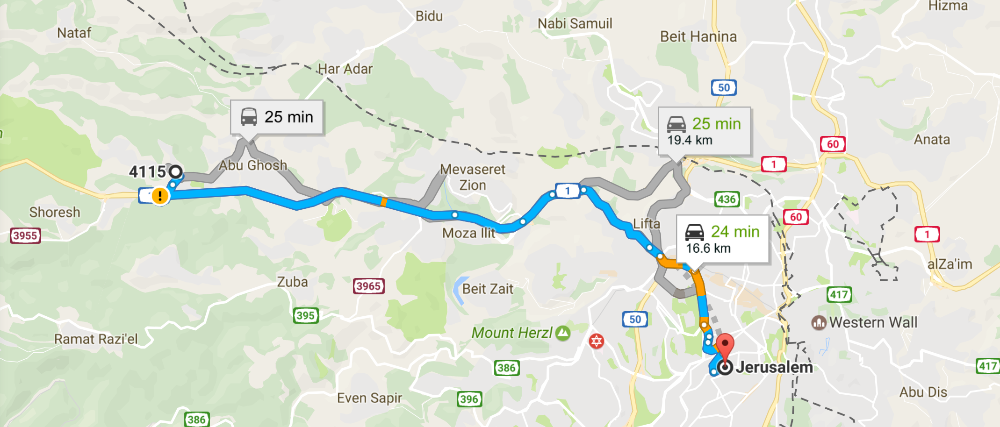 Hizma
Bidu
Nabi Samuil
Nataf
Beit Hanina
Har Adar
50
25 min
25 min
19.4 km
Anata
60
1
Abu Ghosh
4115
Mevaseret
Zion
1
!
436
Shoresh
60
Lifta
3955
Moza Ilit
24 min
16.6 km
1
alZa'im
Zuba
3965
Beit Zait
417
395
50
Western Wall
Mount Herzl
Ramat Razi'el
386
Jerusalem
417
Even Sapir
396
Abu Dis
386